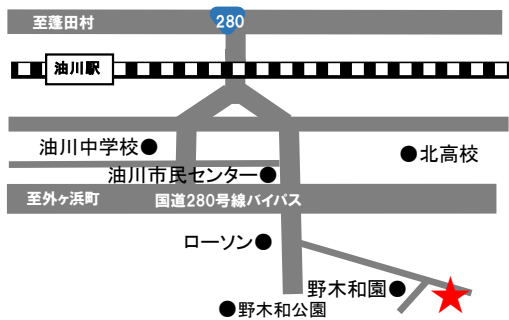 至蓬田村
280
油川駅
油川中学校
北高校
油川市民センター
至外ヶ浜町
国道280号線バイパス
ローソン
野木和園
野木和公園